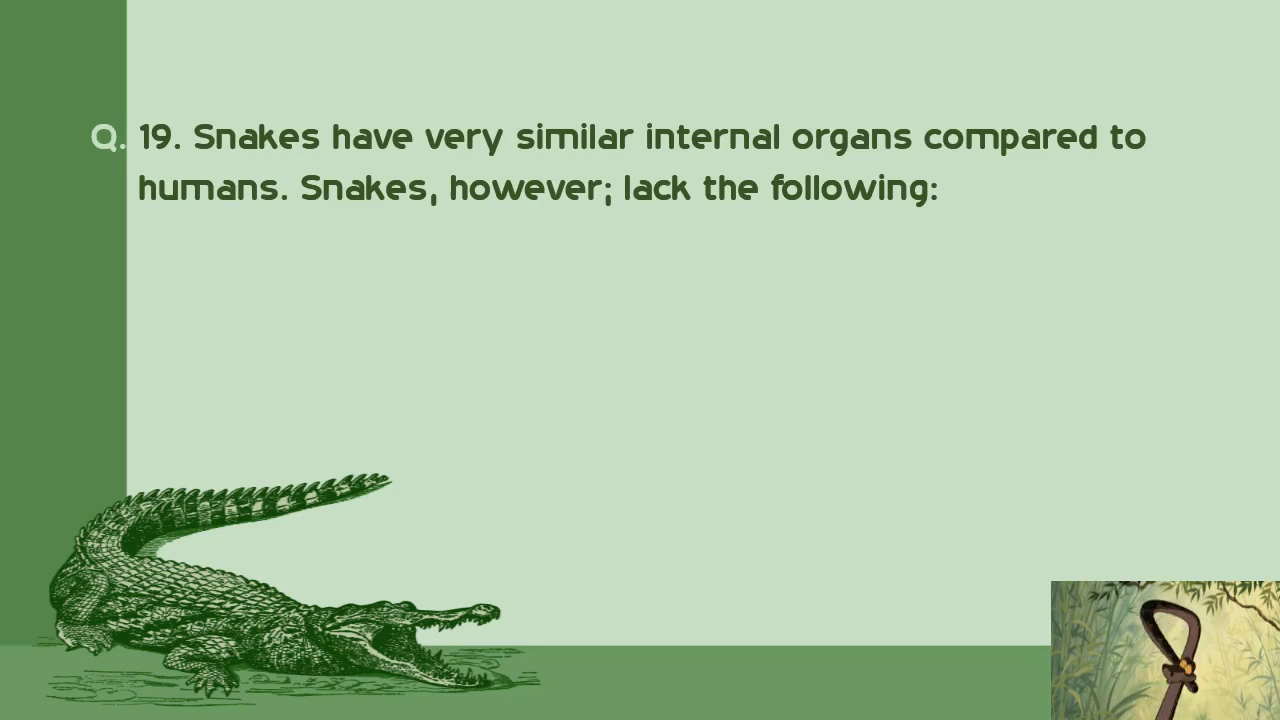 Q. 19. Snakes have very similar internal organs compared to
humans. Snakes, however; lack the following: